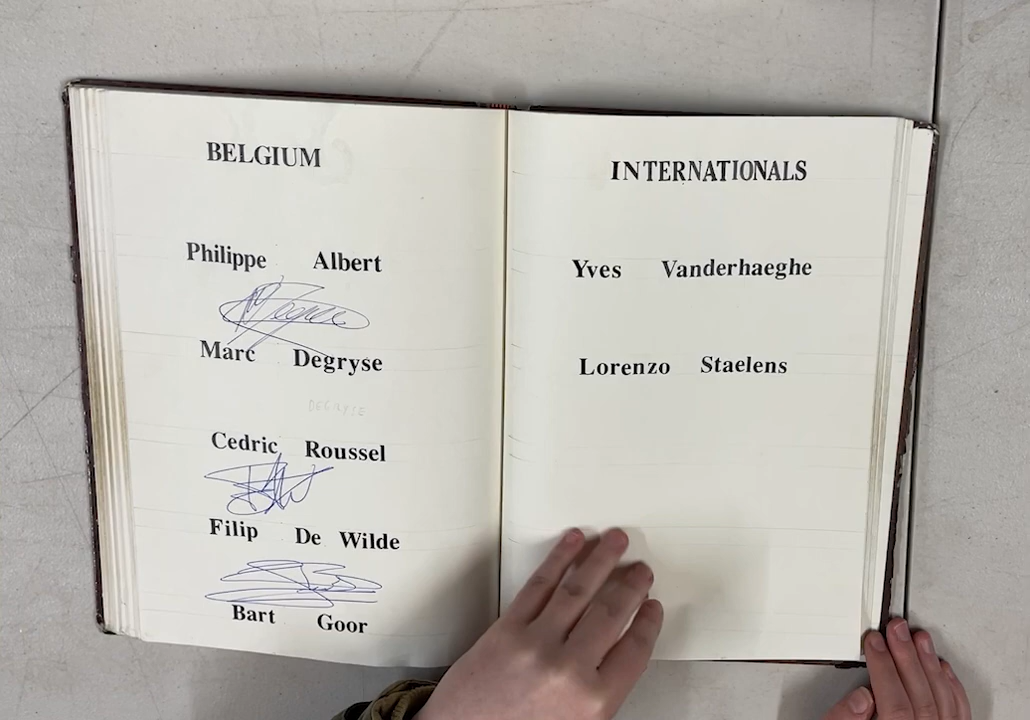 BELGIUM
Philippe Albert
Marc Degryse
DEGRYSE
Cedric Roussel
Filip De Wilde
Bart Goor
INTERNATIONALS
Yves Vanderhaeghe
Lorenzo Staelens